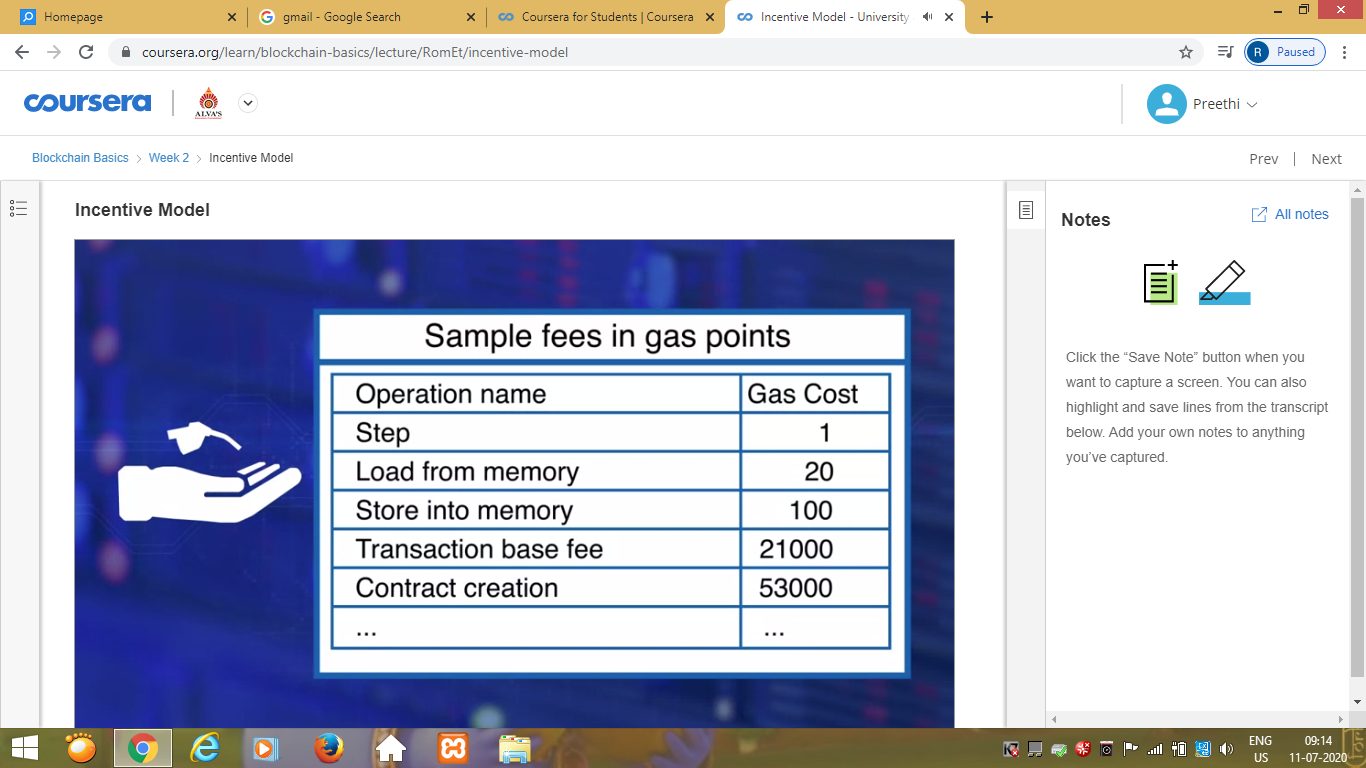 Homepage
gmail - Google Search
Coursera for Students | Coursera
Incentive Model - University
coursera.org/learn/blockchain-basics/lecture/RomEt/incentive-model
R Paused
coursera
ALVA'S
Preethi
Blockchain Basics > Week 2 > Incentive Model
Prev | Next
Incentive Model
Sample fees in gas points
Operation name Gas Cost
Step 1
Load from memory 20
Store into memory 100
Transaction base fee 21000
Contract creation 53000
... ...
Notes
All notes
Click the “Save Note” button when you
want to capture a screen. You can also
highlight and save lines from the transcript
below. Add your own notes to anything
you’ve captured.
ENG
US
09:14
11-07-2020